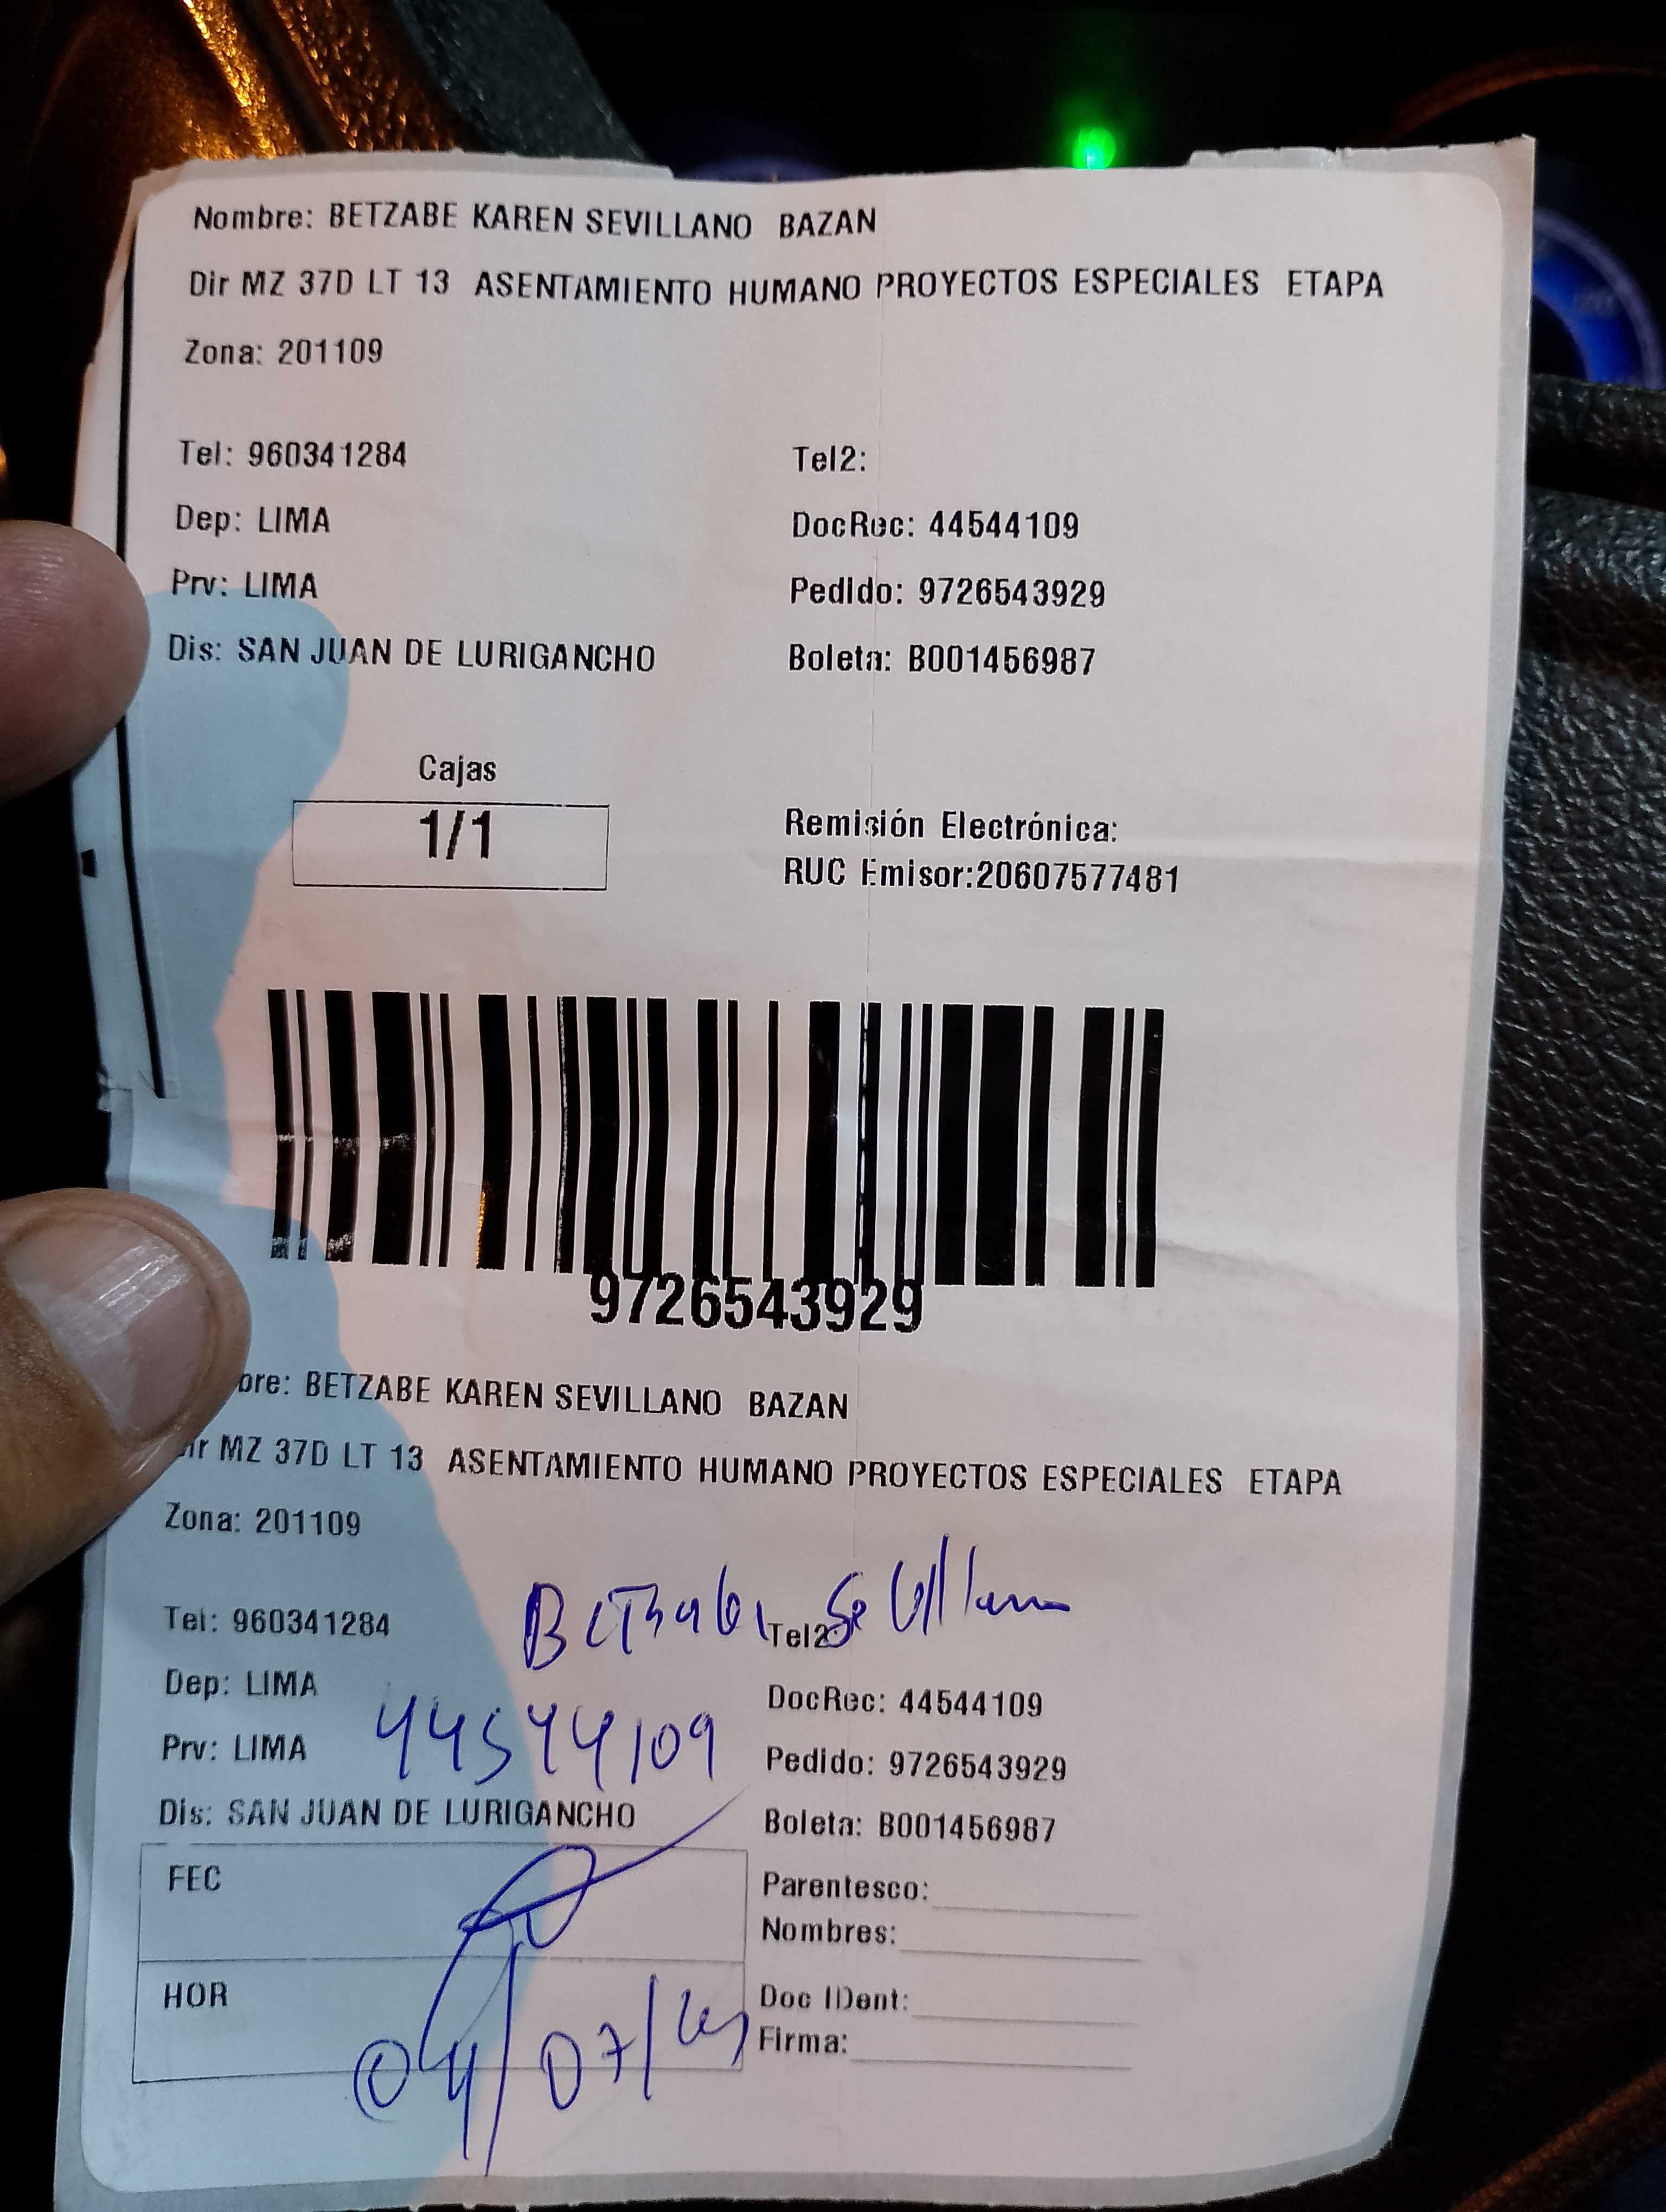 Nombre: BETZABE KAREN SEVILLANO BAZAN
Dir MZ 37D LT 13 ASENTAMIENTO HUMANO PROYECTOS ESPECIALES ETAPA
Zona: 201109
Tel: 960341284 Tel2:
Dep: LIMA DocRec: 44544109
Prv: LIMA Pedido: 9726543929
Dis: SAN JUAN DE LURIGANCHO Boleta: B001456987
Cajas
1/1
Remisión Electrónica:
RUC Emisor:20607577481
9726543929
bre: BETZABE KAREN SEVILLANO BAZAN
Dir MZ 37D LT 13 ASENTAMIENTO HUMANO PROYECTOS ESPECIALES ETAPA
Zona: 201109
Tel: 960341284 Tel2:
Dep: LIMA DocRec: 44544109
44544109
Prv: LIMA Pedido: 9726543929
Dis: SAN JUAN DE LURIGANCHO Boleta: B001456987
FEC Parentesco:
Nombres:
HOR Doc IDent:
Firma: